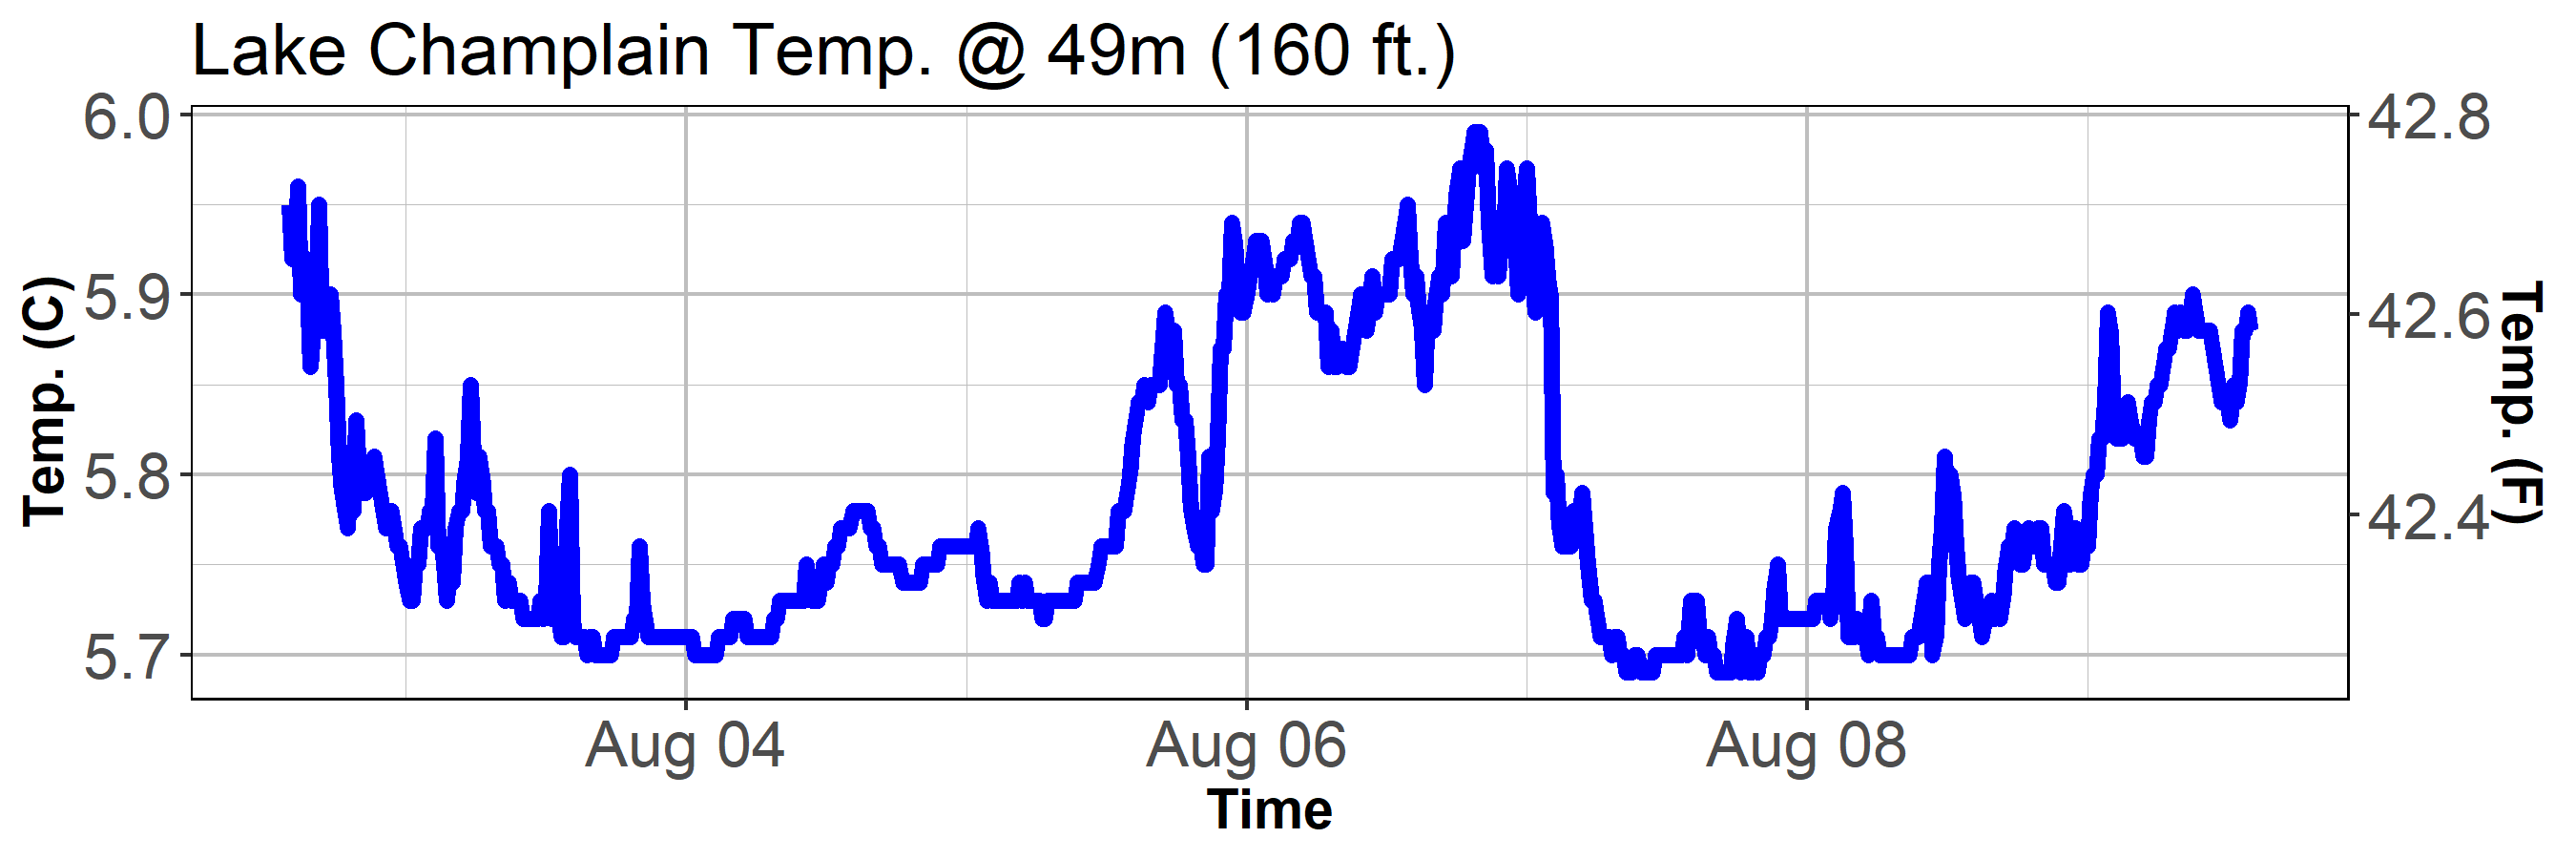 Lake Champlain Temp. @ 49m (160 ft.)
6.0
5.9
5.8
5.7
Temp. (C)
42.8
42.6
42.4
Temp. (F)
Aug 04 Aug 06 Aug 08
Time